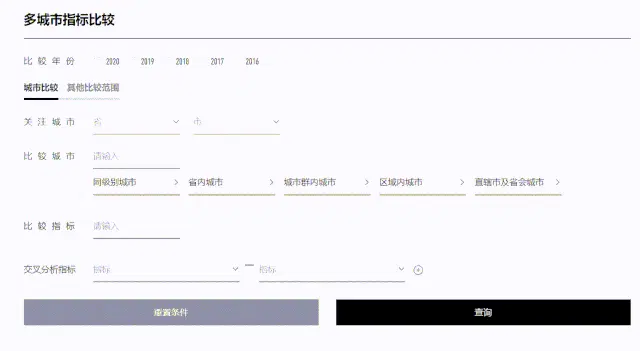 多城市指标比较
比较年份 2020 2019 2018 2017 2016
城市比较 其他比较范围
关注城市 省 市
比较城市 请输入
同级别城市 省内城市 城市群内城市 区域内城市 直辖市及省会城市
比较指标 请输入
交叉分析指标 指标 — 指标
重置条件 查询